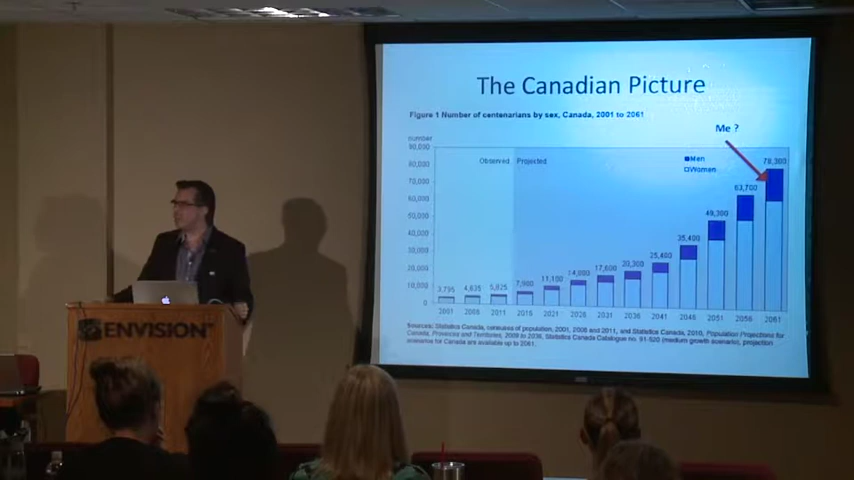 The Canadian Picture
Figure 1 Number of centenarians by sex, Canada, 2001 to 2061
Me ?
number
90,000
80,000
70,000
60,000
50,000
40,000
30,000
20,000
10,000
0
Observed Projected
Men
Women
3,795 4,635 5,825 7,900 11,100 14,000 17,600 20,300 25,400 35,400 49,300 63,700 78,300
2001 2006 2011 2016 2021 2026 2031 2036 2041 2046 2051 2056 2061
Sources: Statistics Canada, censuses of population, 2001, 2006 and 2011, and Statistics Canada, 2010, Population Projections for
Canada, Provinces and Territories, 2009 to 2036, Statistics Canada Catalogue no. 91-520 (medium growth scenario), projection
scenarios for Canada are available up to 2061.
ENVISION